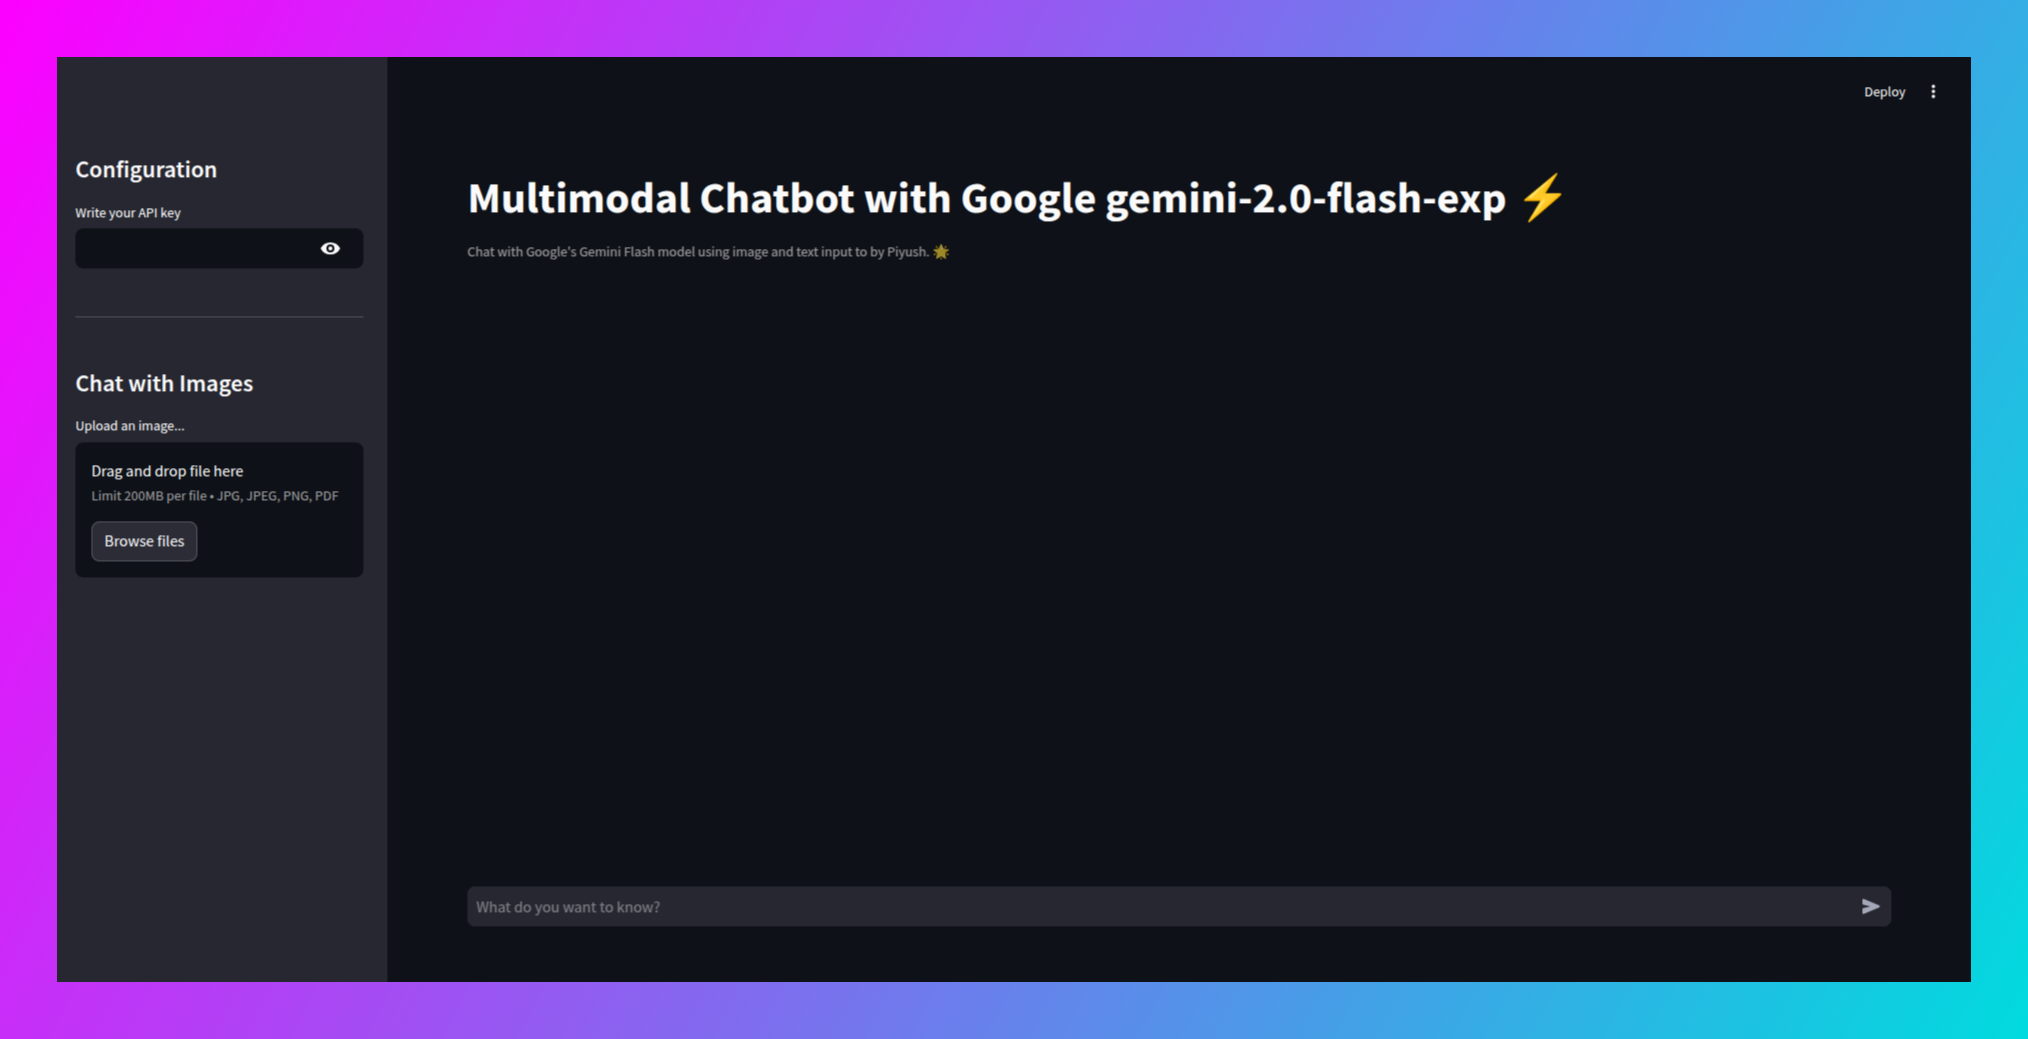 Deploy
Configuration
Write your API key
Chat with Images
Upload an image...
Drag and drop file here
Limit 200MB per file • JPG, JPEG, PNG, PDF
Browse files
Multimodal Chatbot with Google gemini-2.0-flash-exp ⚡
Chat with Google's Gemini Flash model using image and text input to by Piyush. 🌟
What do you want to know?